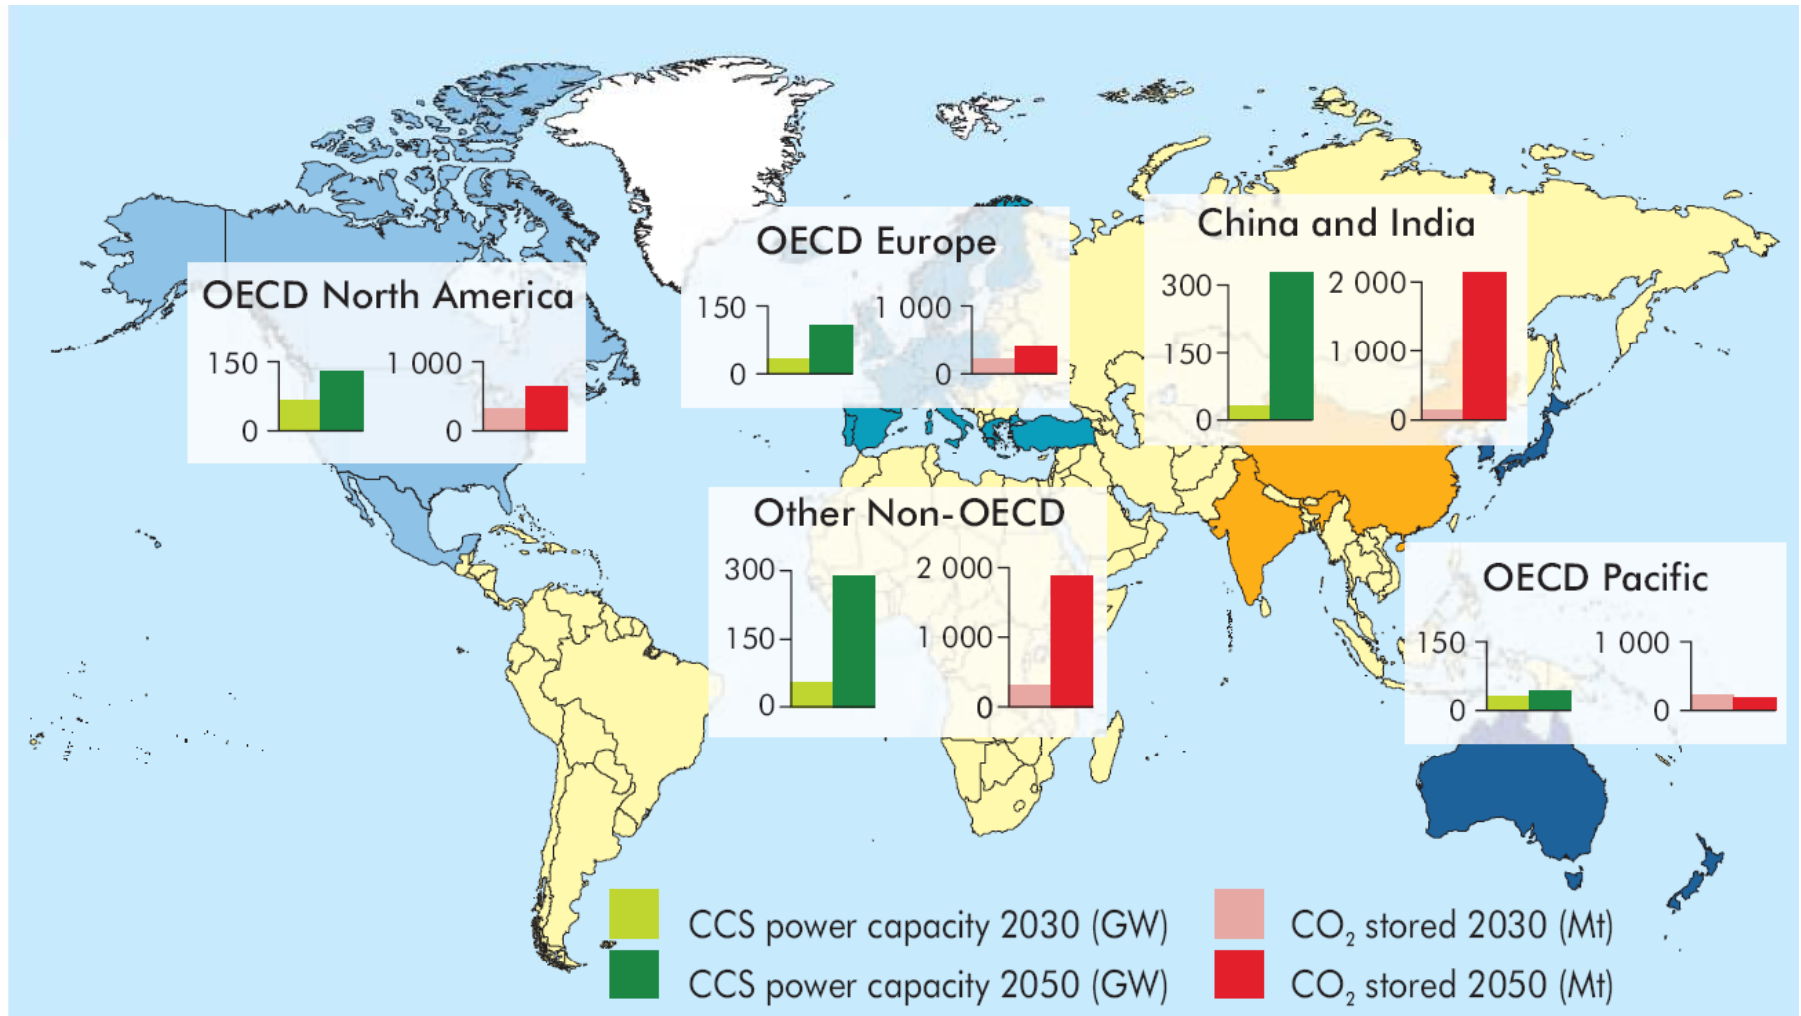 OECD North America
150
0
1 000
0
OECD Europe
150
0
1 000
0
China and India
300
150
0
2 000
1 000
0
Other Non-OECD
300
150
0
2 000
1 000
0
OECD Pacific
150
0
1 000
0
CCS power capacity 2030 (GW)
CCS power capacity 2050 (GW)
CO₂ stored 2030 (Mt)
CO₂ stored 2050 (Mt)